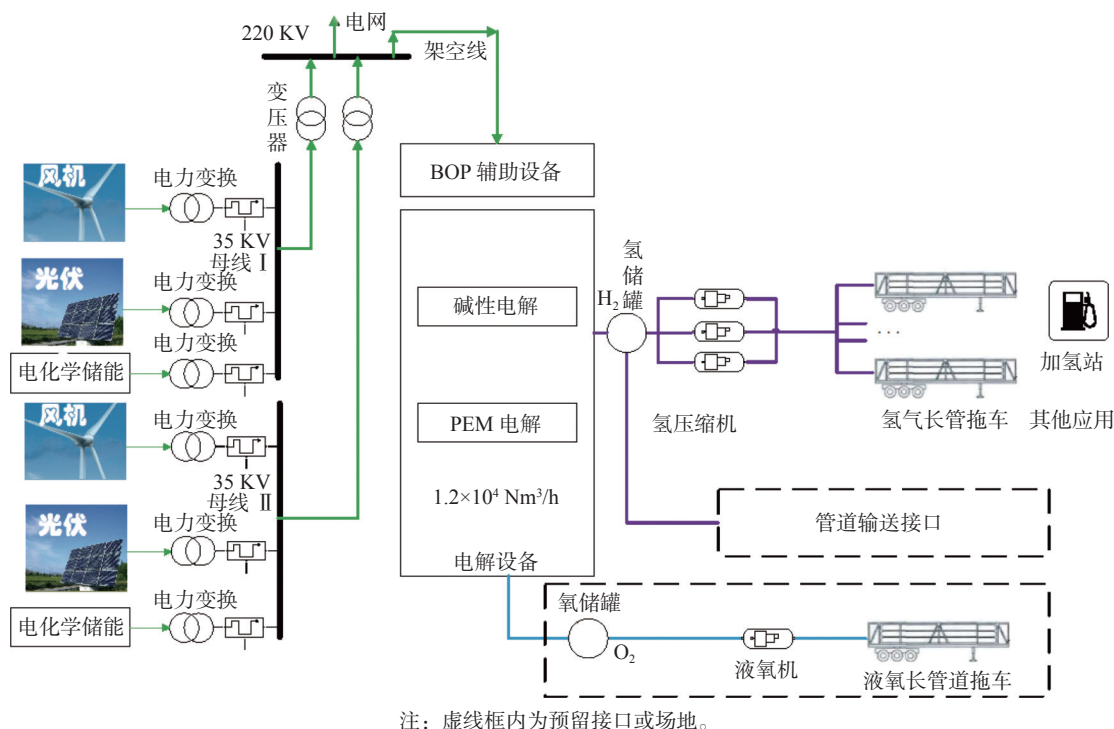 220 KV
电网
架空线
变压器
风机
电力变换
35 KV
母线 I
光伏
电力变换
电力变换
电化学储能
风机
电力变换
35 KV
母线 II
光伏
电力变换
电力变换
电化学储能
BOP 辅助设备
碱性电解
PEM 电解
1.2×10⁴ Nm³/h
电解设备
氢储罐
H₂
氢压缩机
氢气长管拖车
...
加氢站
其他应用
管道输送接口
氧储罐
O₂
液氧机
液氧长管道拖车
注：虚线框内为预留接口或场地。